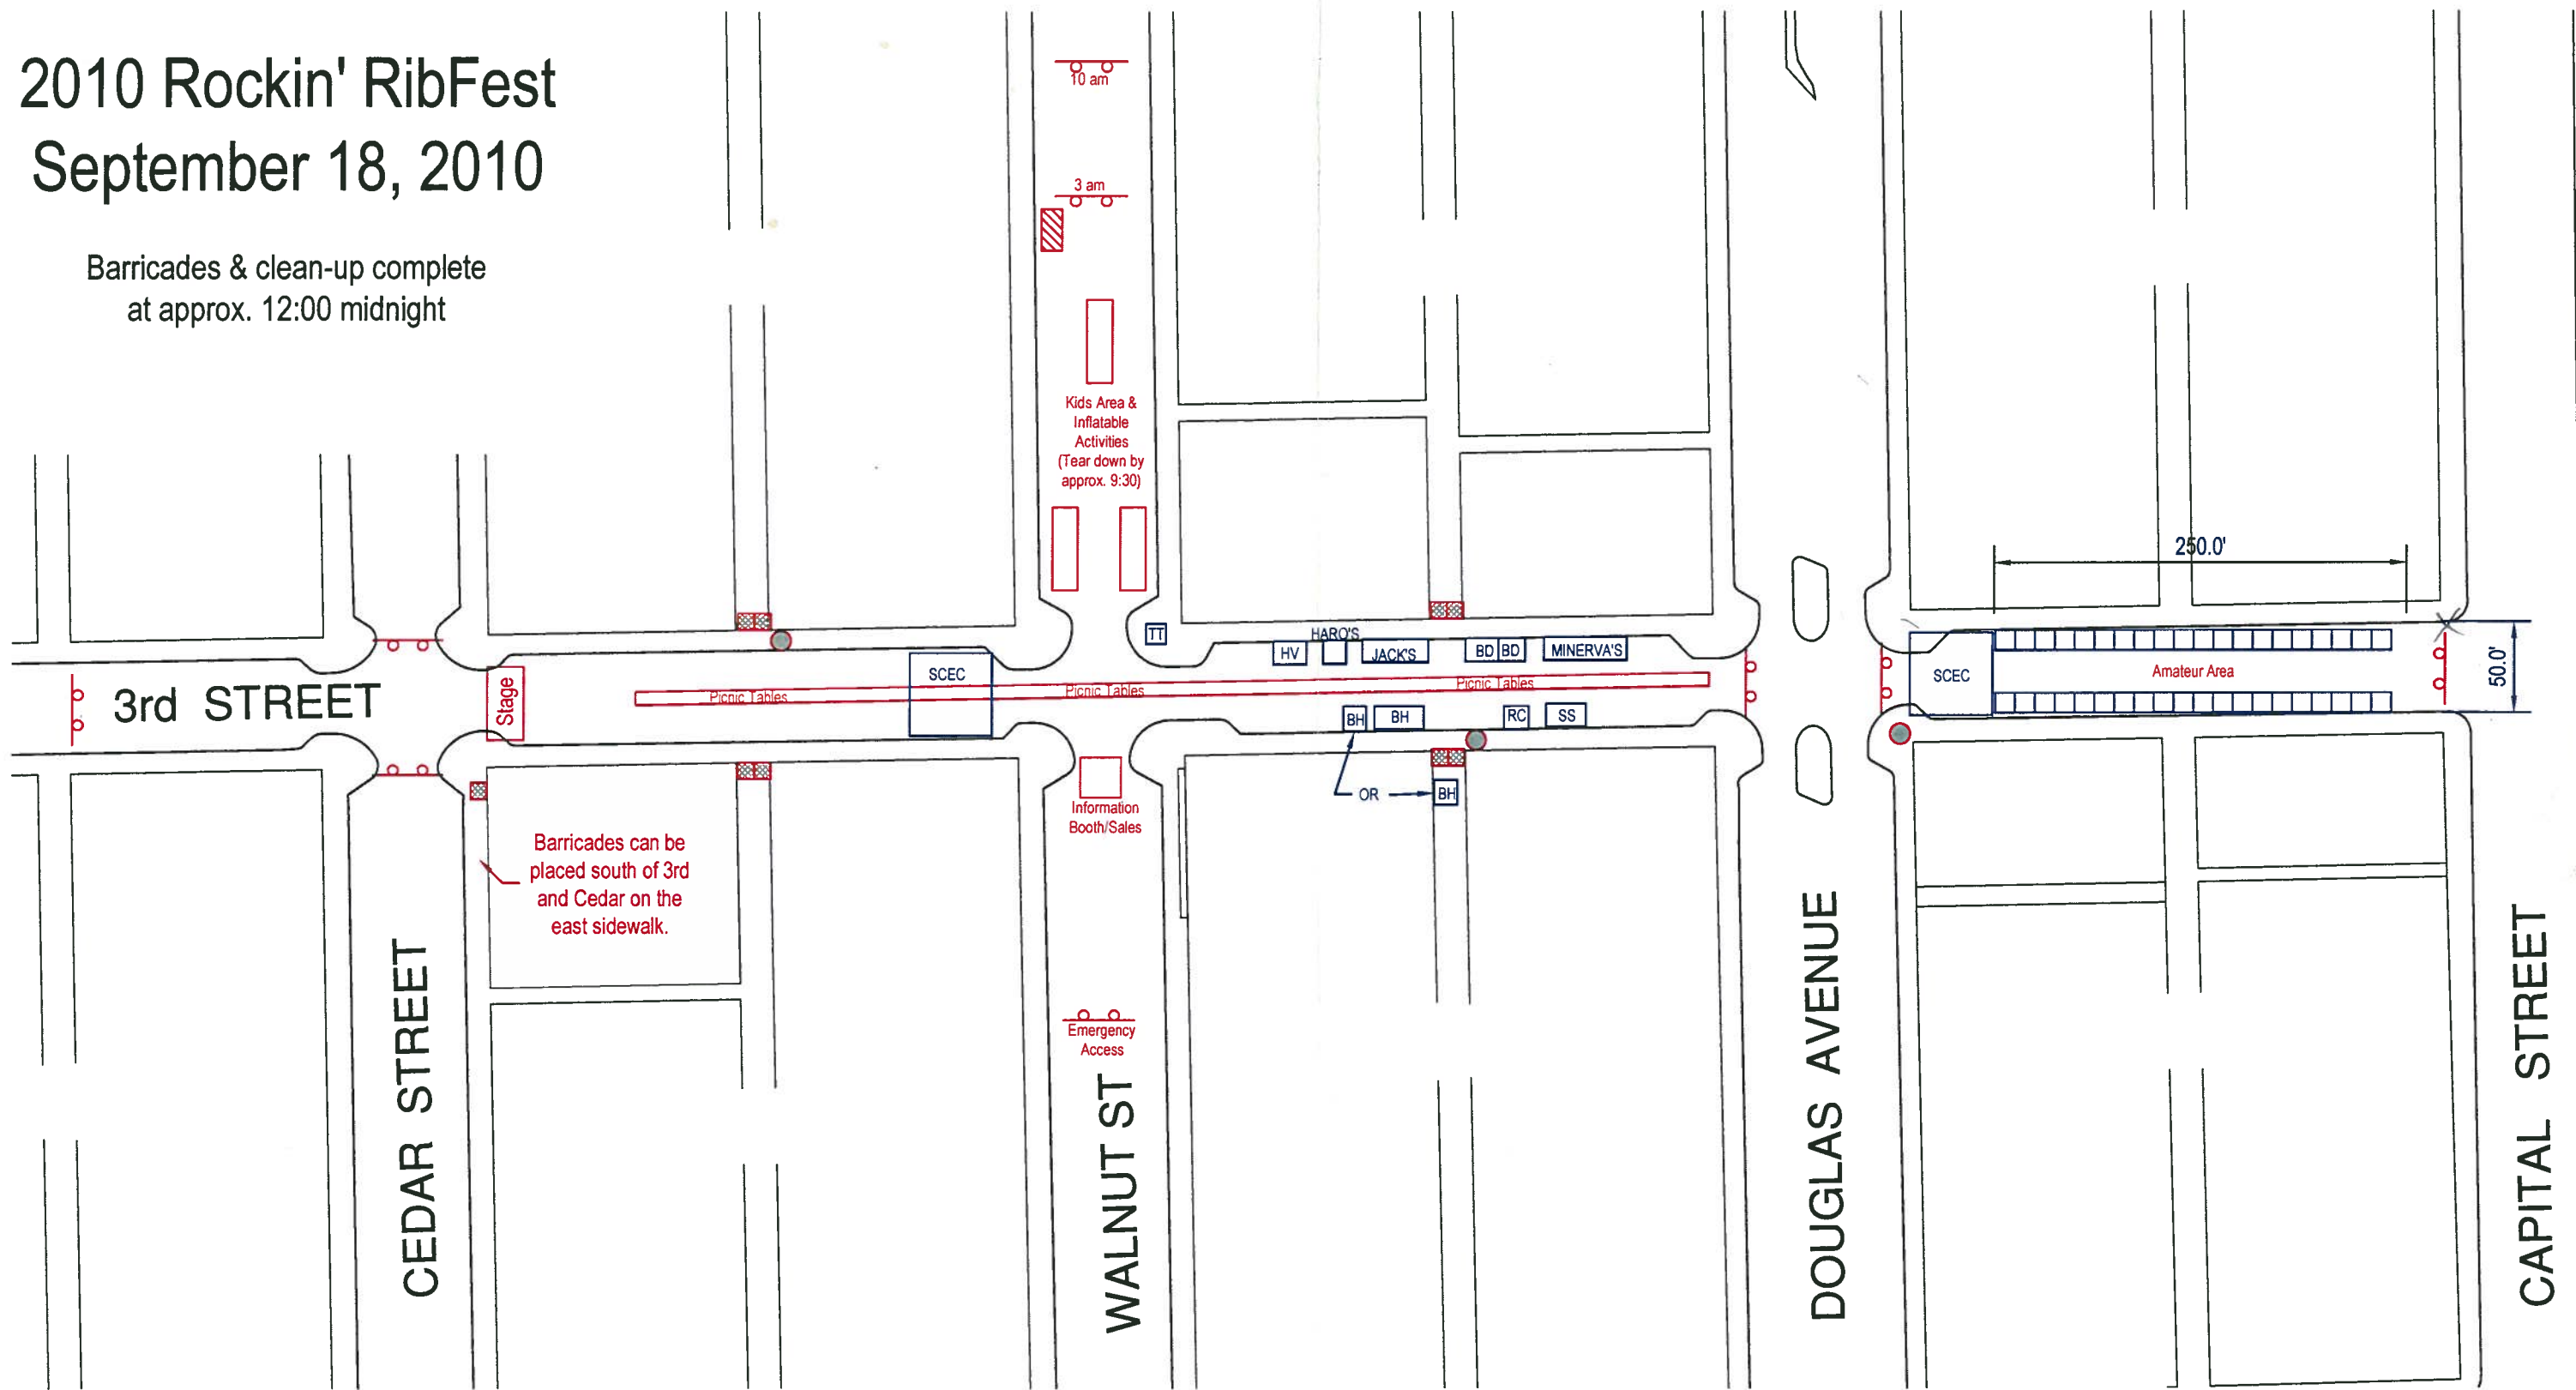 2010 Rockin' RibFest
September 18, 2010
Barricades & clean-up complete
at approx. 12:00 midnight
10 am
3 am
Kids Area &
Inflatable
Activities
(Tear down by
approx. 9:30)
250.0'
TT
HARO'S
HV
JACK'S
BD
BD
MINERVA'S
SCEC
Picnic Tables
Picnic Tables
Picnic Tables
Stage
3rd STREET
SCEC
Amateur Area
50.0'
BH
BH
RC
SS
OR
BH
Information
Booth/Sales
Barricades can be
placed south of 3rd
and Cedar on the
east sidewalk.
Emergency
Access
CEDAR STREET
WALNUT ST
DOUGLAS AVENUE
CAPITAL STREET